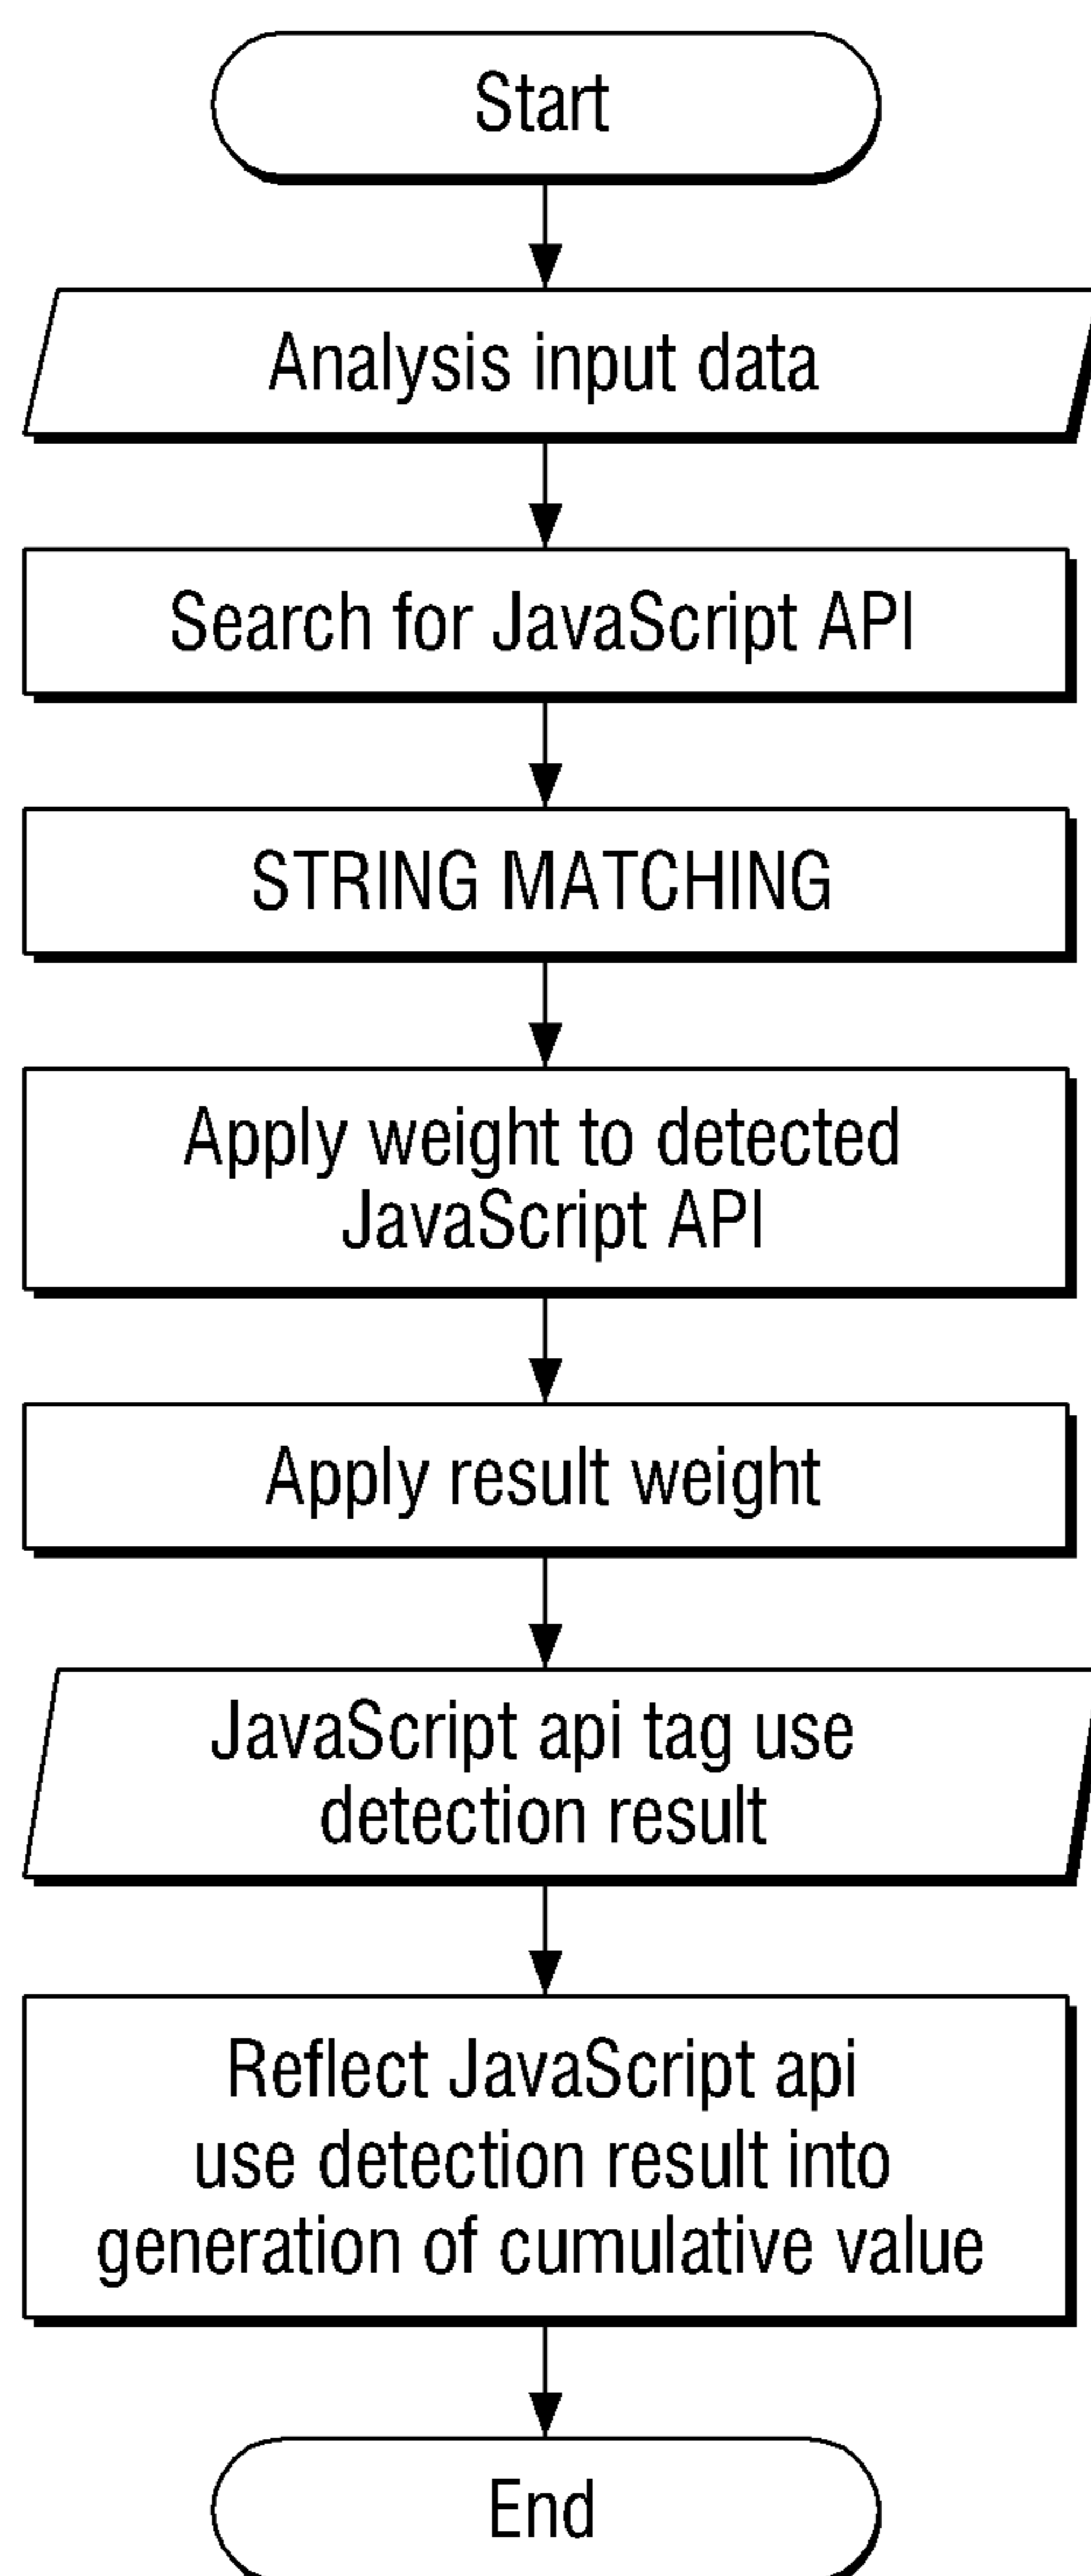 Start
Analysis input data
Search for JavaScript API
STRING MATCHING
Apply weight to detected
JavaScript API
Apply result weight
JavaScript api tag use
detection result
Reflect JavaScript api
use detection result into
generation of cumulative value
End